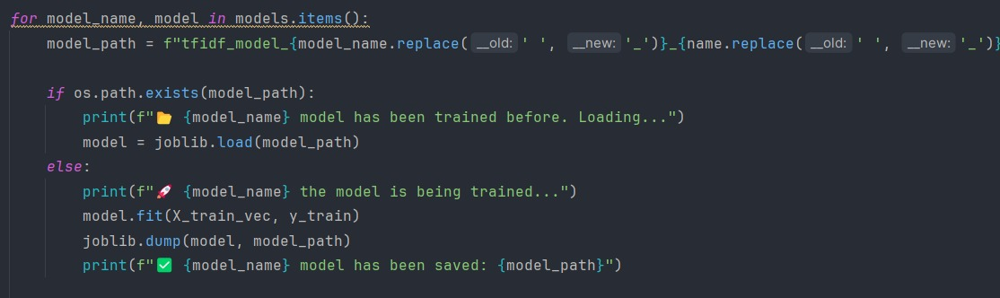 for model_name, model in models.items():
    model_path = f"tfidf_model_{model_name.replace( __old: ' ', __new: '_')}_{name.replace( __old: ' ', __new: '_')}
    if os.path.exists(model_path):
        print(f"📂 {model_name} model has been trained before. Loading...")
        model = joblib.load(model_path)
    else:
        print(f"🚀 {model_name} the model is being trained...")
        model.fit(X_train_vec, y_train)
        joblib.dump(model, model_path)
        print(f"✅ {model_name} model has been saved: {model_path}")